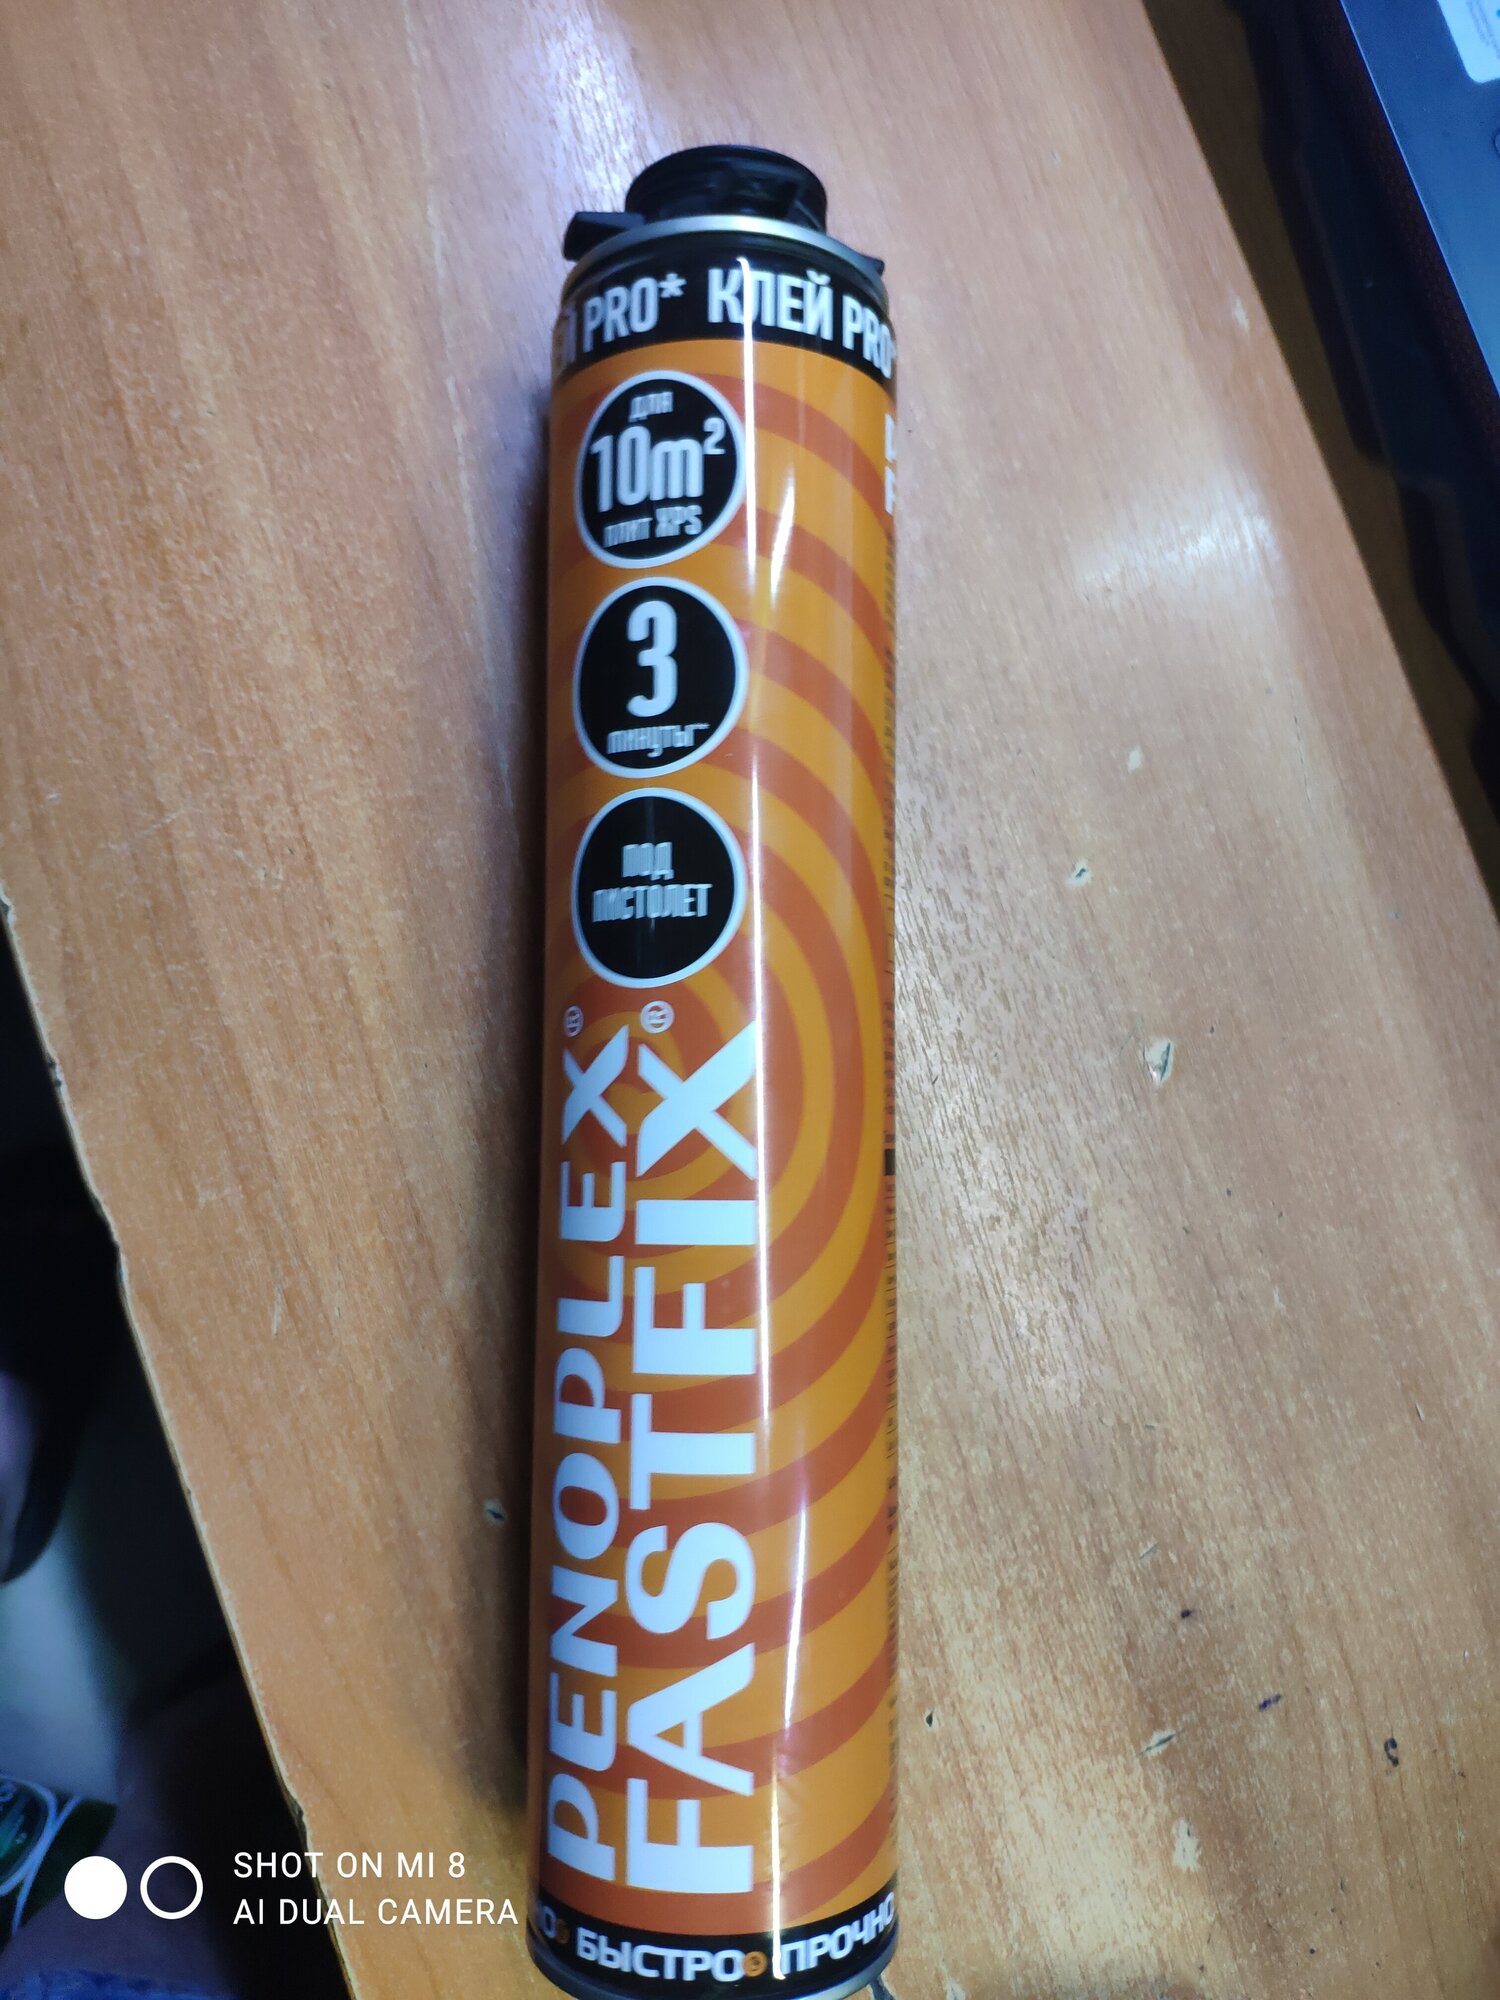 PRO* КЛЕЙ PRO*
для
10m²
плит XPS
3
минуты**
ПОД
ПИСТОЛЕТ
PENOPLEX®
FASTFIX®
БЫСТРО ПРОЧНО
SHOT ON MI 8
AI DUAL CAMERA